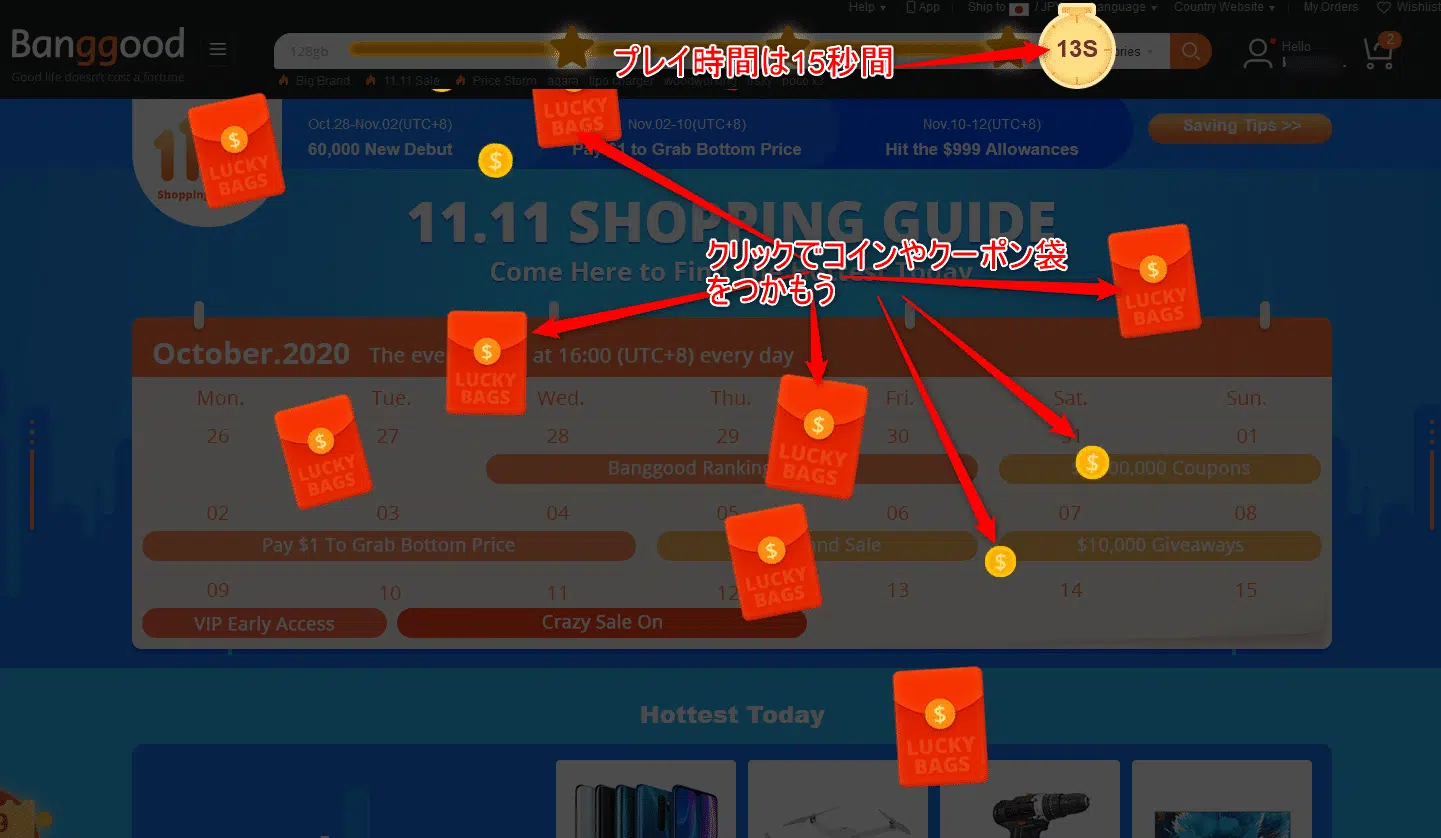 Help
App
Ship to / JP
anguage
Country Website
My Orders
Wishlist
Banggood
128gb
プレイ時間は15秒間
13S
ories
Hello
2
Good life doesn't cost a fortune
Big Brand
11.11 Sale
Price Storm
aqara
lipo charger
poco x3
LUCKY BAGS
Oct.28-Nov.02(UTC+8)
Nov.02-10(UTC+8)
Nov.10-12(UTC+8)
Saving Tips >>
60,000 New Debut
Pay $1 to Grab Bottom Price
Hit the $999 Allowances
LUCKY
BAGS
11
Shopping
11.11 SHOPPING GUIDE
クリックでコインやクーポン袋
をつかもう
Come Here to Fin
Today
LUCKY
BAGS
October.2020
The eve
at 16:00 (UTC+8) every day
LUCKY
BAGS
Mon. Tue. Wed. Thu. Fri. Sat. Sun.
26 27 28 29 30 31 01
LUCKY
BAGS
LUCKY
BAGS
Banggood Ranking
00,000 Coupons
02 03 04 05 06 07 08
Pay $1 To Grab Bottom Price
and Sale
$10,000 Giveaways
LUCKY
BAGS
09 10 11 12 13 14 15
VIP Early Access
Crazy Sale On
Hottest Today
LUCKY
BAGS